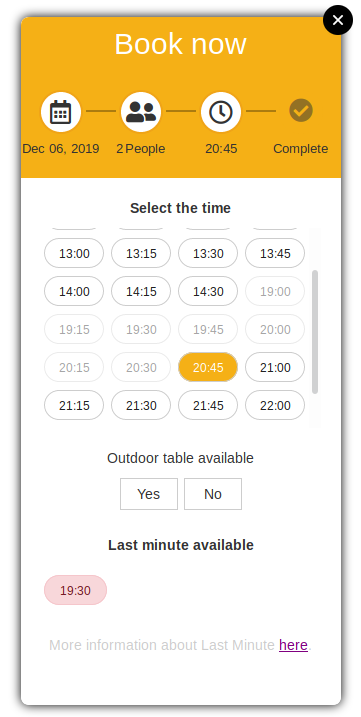 Book now
Dec 06, 2019 2 People 20:45 Complete
Select the time
13:00 13:15 13:30 13:45
14:00 14:15 14:30 19:00
19:15 19:30 19:45 20:00
20:15 20:30 20:45 21:00
21:15 21:30 21:45 22:00
Outdoor table available
Yes No
Last minute available
19:30
More information about Last Minute here.